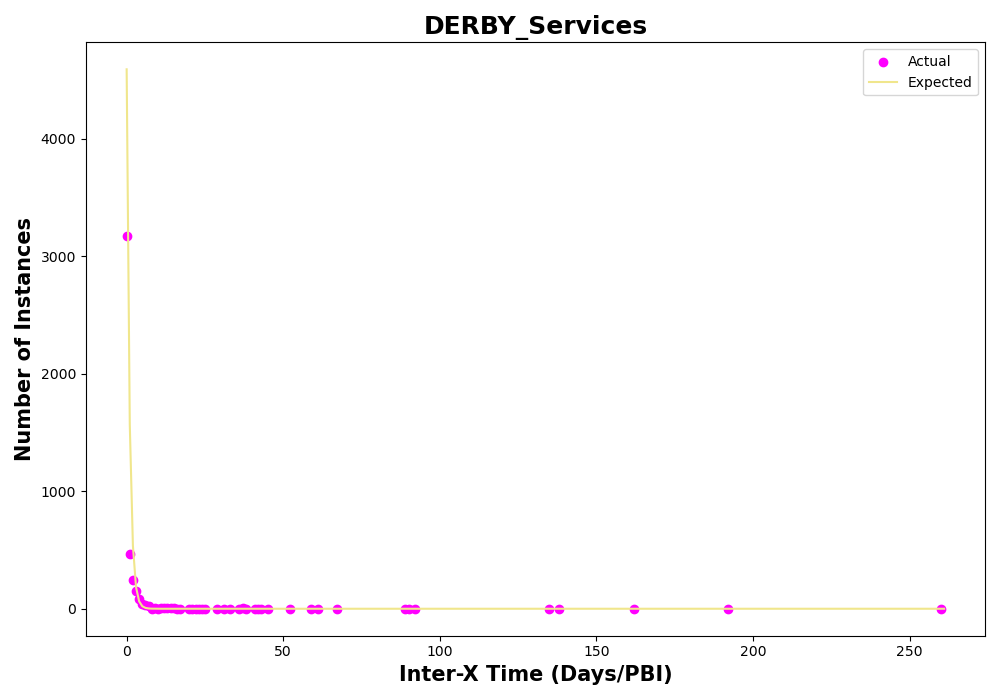 DERBY_Services
Actual
Expected
Number of Instances
4000
3000
2000
1000
0
0 50 100 150 200 250
Inter-X Time (Days/PBI)